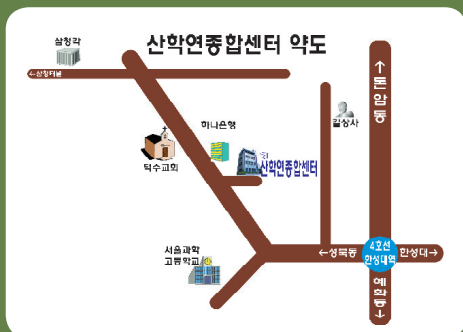 산학연종합센터 약도
삼청각
←삼청터널
돈암동
길상사
하나은행
덕수교회
산학연종합센터
서울과학
고등학교
←성북동
4호선
한성대역
한성대→
혜화동